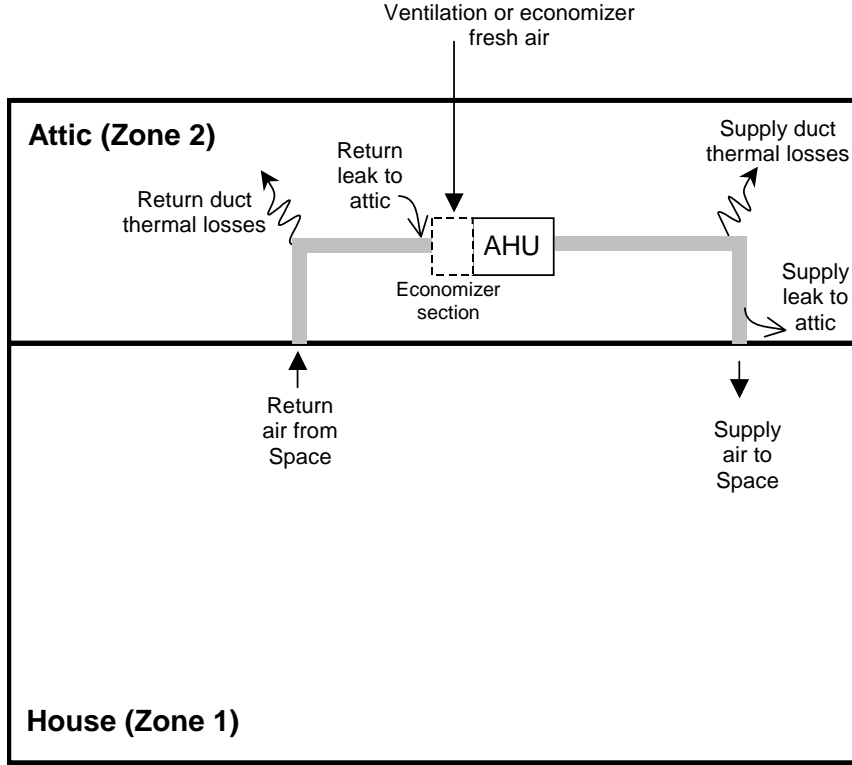 Ventilation or economizer
fresh air
Attic (Zone 2)
Return
leak to
attic
Supply duct
thermal losses
Return duct
thermal losses
AHU
Economizer
section
Supply
leak to
attic
Return
air from
Space
Supply
air to
Space
House (Zone 1)